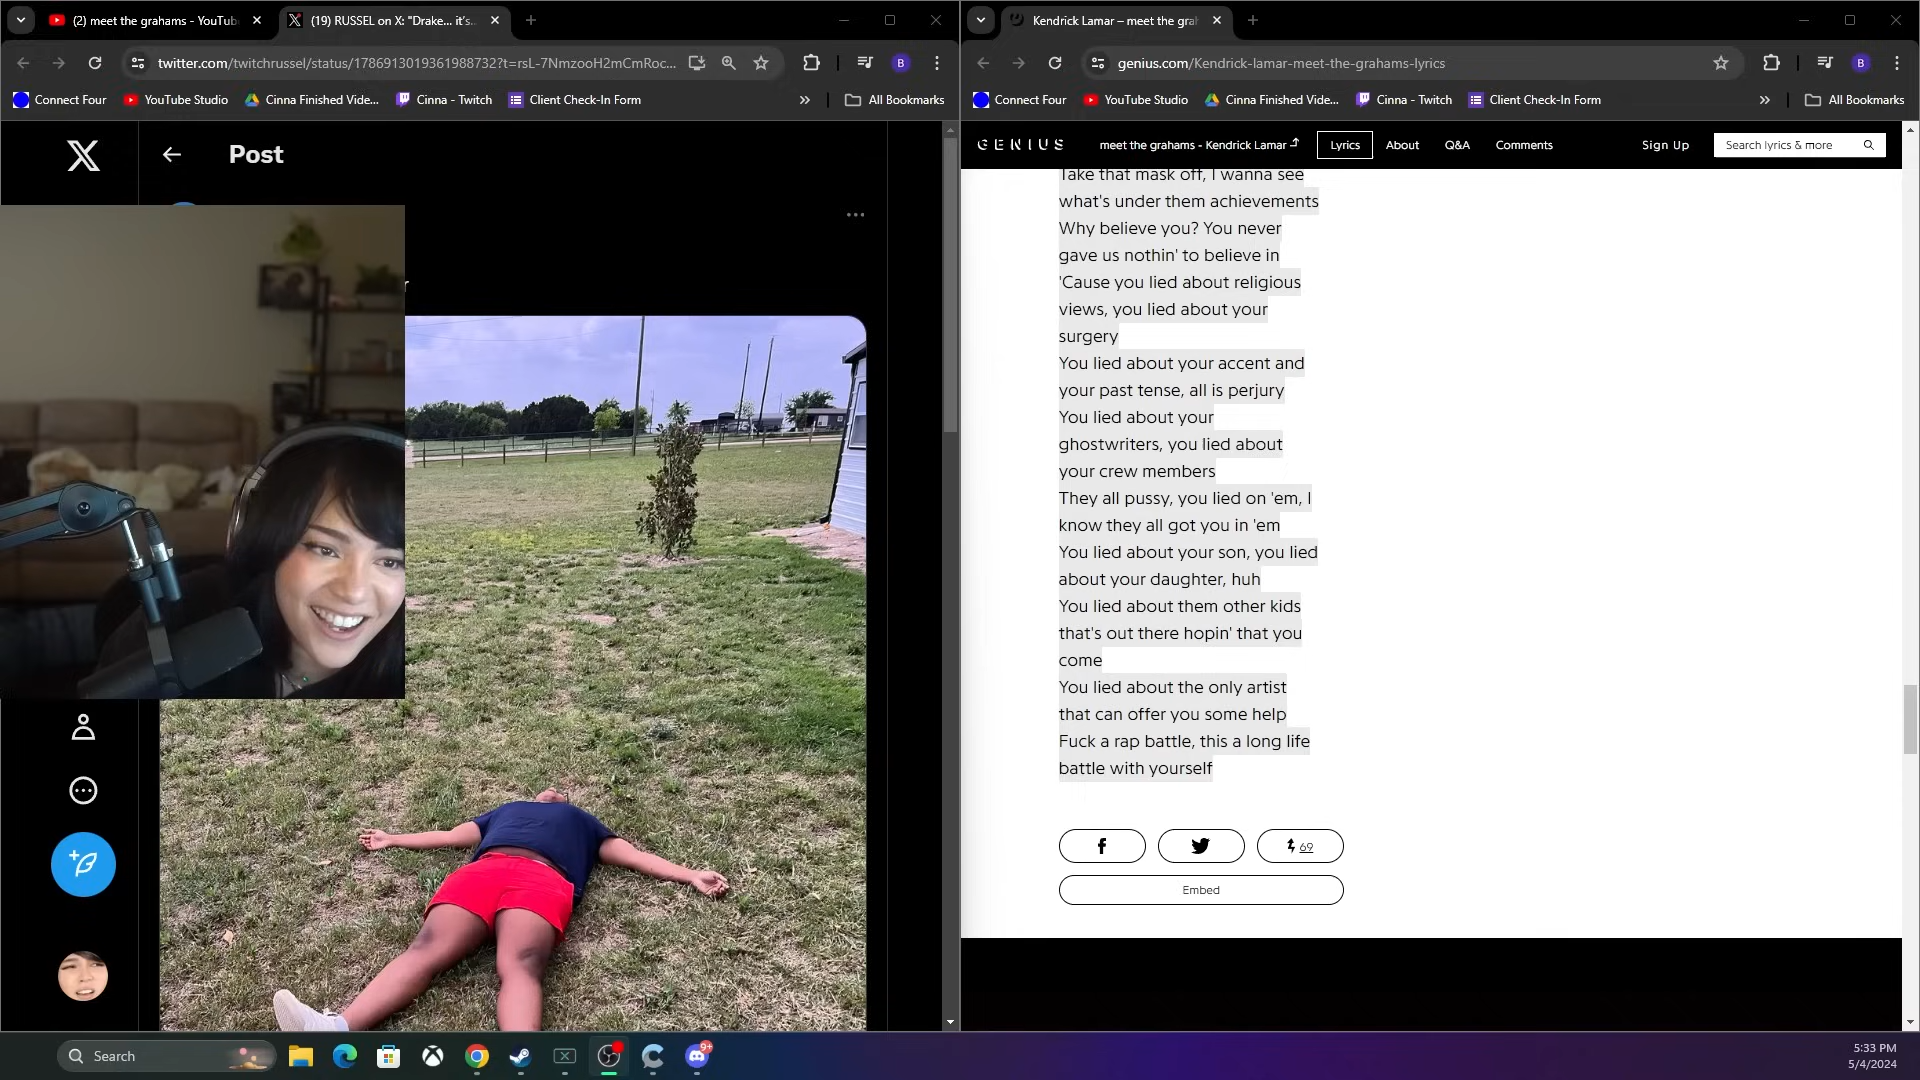 (2) meet the grahams - YouTub
(19) RUSSEL on X: "Drake... it's...
twitter.com/twitchrussel/status/1786913019361988732?t=rsL-7NmzooH2mCmRoc...
B
Connect Four
YouTube Studio
Cinna Finished Vide...
Cinna - Twitch
Client Check-In Form
All Bookmarks
Post
Kendrick Lamar – meet the grah
genius.com/Kendrick-lamar-meet-the-grahams-lyrics
B
Connect Four
YouTube Studio
Cinna Finished Vide...
Cinna - Twitch
Client Check-In Form
All Bookmarks
GENIUS
meet the grahams - Kendrick Lamar
Lyrics
About
Q&A
Comments
Sign Up
Search lyrics & more
Take that mask off, I wanna see
what's under them achievements
Why believe you? You never
gave us nothin' to believe in
'Cause you lied about religious
views, you lied about your
surgery
You lied about your accent and
your past tense, all is perjury
You lied about your
ghostwriters, you lied about
your crew members
They all pussy, you lied on 'em, I
know they all got you in 'em
You lied about your son, you lied
about your daughter, huh
You lied about them other kids
that's out there hopin' that you
come
You lied about the only artist
that can offer you some help
Fuck a rap battle, this a long life
battle with yourself
69
Embed
Search
9+
5:33 PM
5/4/2024